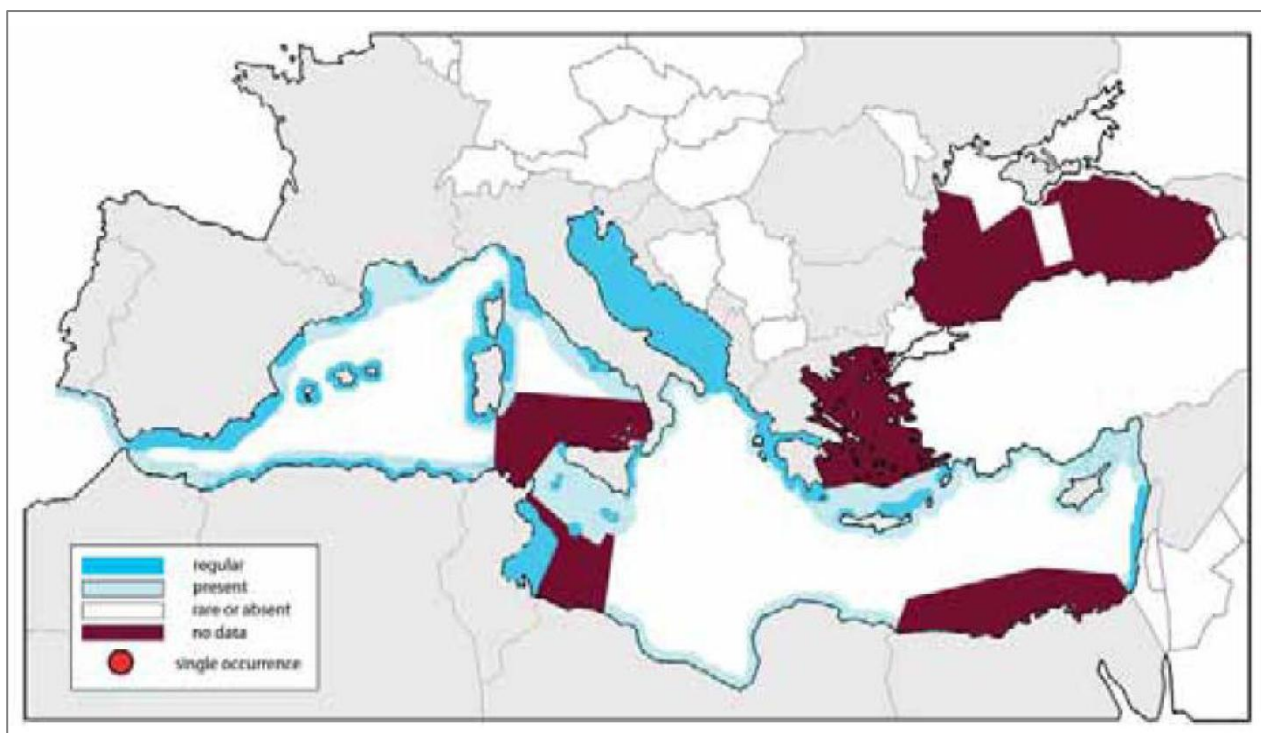 regular
present
rare or absent
no data
single occurrence